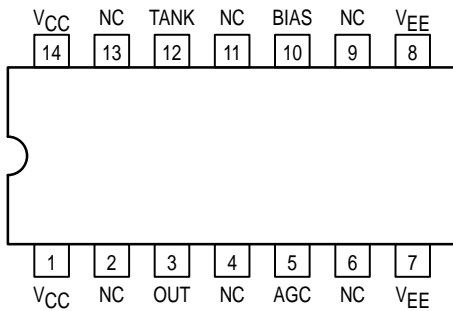 VCC NC TANK NC BIAS NC VEE
14 13 12 11 10 9 8
1 2 3 4 5 6 7
VCC NC OUT NC AGC NC VEE